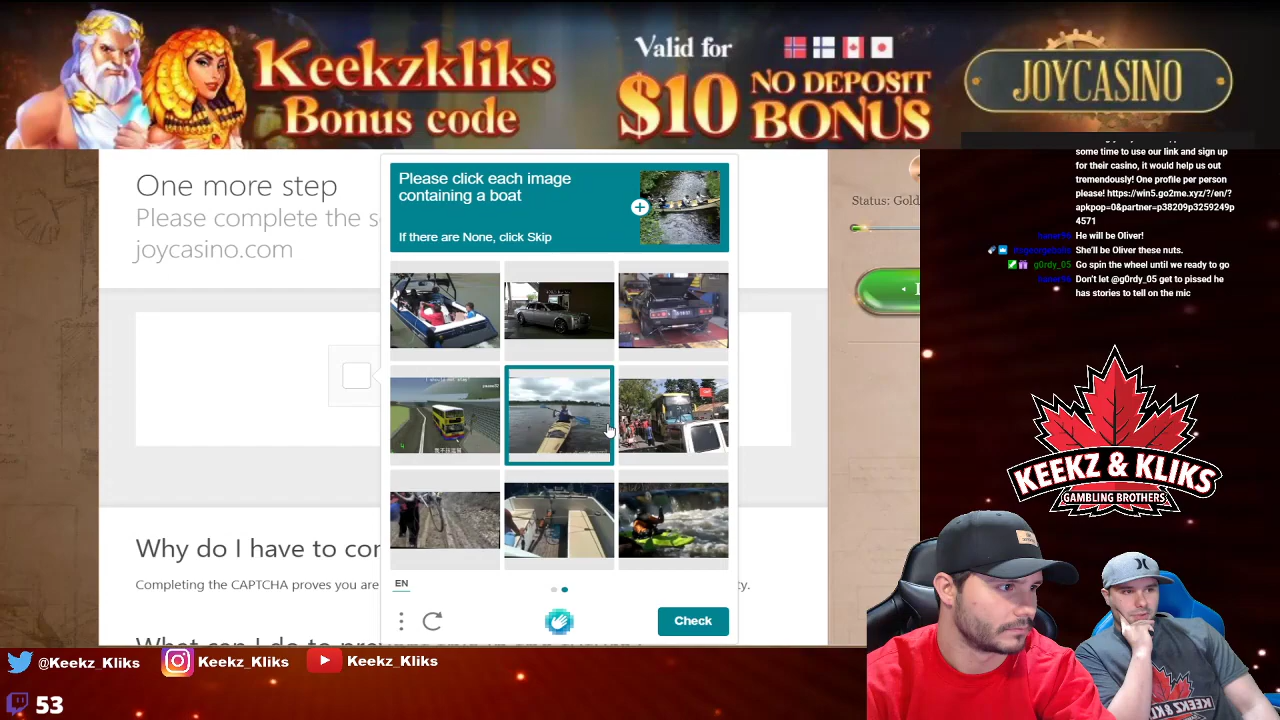 Keekzkliks
Bonus code
Valid for
$10
NO DEPOSIT
BONUS
JOYCASINO
One more step
Please complete the s
joycasino.com
Please click each image
containing a boat
If there are None, click Skip
Status: Gold
some time to use our link and sign up
for their casino, it would help us out
tremendously! One profile per person
please! https://win5.go2me.xyz/?/en/?
apkpop=0&partner=p38209p3259249p
4571
He will be Oliver!
She'll be Oliver these nuts.
g0rdy_05 Go spin the wheel until we ready to go
Don't let @g0rdy_05 get to pissed he
has stories to tell on the mic
EN
Check
Why do I have to co
Completing the CAPTCHA proves you are
ty.
KEEKZ & KLIKS
GAMBLING BROTHERS
@Keekz_Kliks
Keekz_Kliks
Keekz_Kliks
53